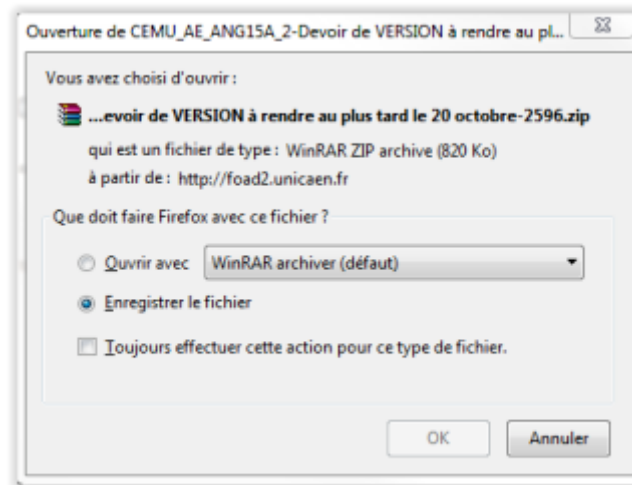 Ouverture de CEMU_AE_ANG15A_2-Devoir de VERSION à rendre au pl...
Vous avez choisi d'ouvrir :
...evoir de VERSION à rendre au plus tard le 20 octobre-2596.zip
qui est un fichier de type : WinRAR ZIP archive (820 Ko)
à partir de : http://foad2.unicaen.fr
Que doit faire Firefox avec ce fichier ?
Ouvrir avec WinRAR archiver (défaut)
Enregistrer le fichier
Toujours effectuer cette action pour ce type de fichier.
OK Annuler